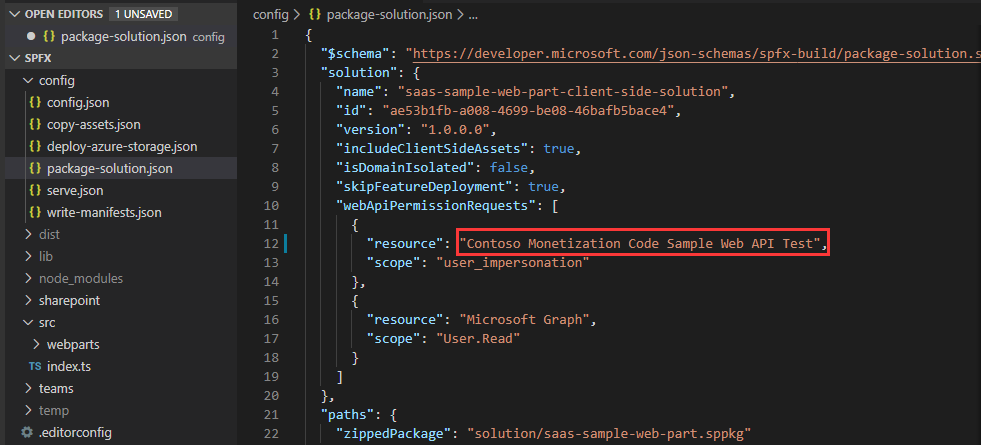 OPEN EDITORS 1 UNSAVED
package-solution.json config
SPFX
config
config.json
copy-assets.json
deploy-azure-storage.json
package-solution.json
serve.json
write-manifests.json
dist
lib
node_modules
sharepoint
src
webparts
TS index.ts
teams
temp
.editorconfig
config > {} package-solution.json > ...
1 {
2 "$schema": "https://developer.microsoft.com/json-schemas/spfx-build/package-solution.s
3 "solution": {
4 "name": "saas-sample-web-part-client-side-solution",
5 "id": "ae53b1fb-a008-4699-be08-46bafb5bace4",
6 "version": "1.0.0.0",
7 "includeClientSideAssets": true,
8 "isDomainIsolated": false,
9 "skipFeatureDeployment": true,
10 "webApiPermissionRequests": [
11 {
12 "resource": "Contoso Monetization Code Sample Web API Test",
13 "scope": "user_impersonation"
14 },
15 {
16 "resource": "Microsoft Graph",
17 "scope": "User.Read"
18 }
19 ]
20 },
21 "paths": {
22 "zippedPackage": "solution/saas-sample-web-part.sppkg"